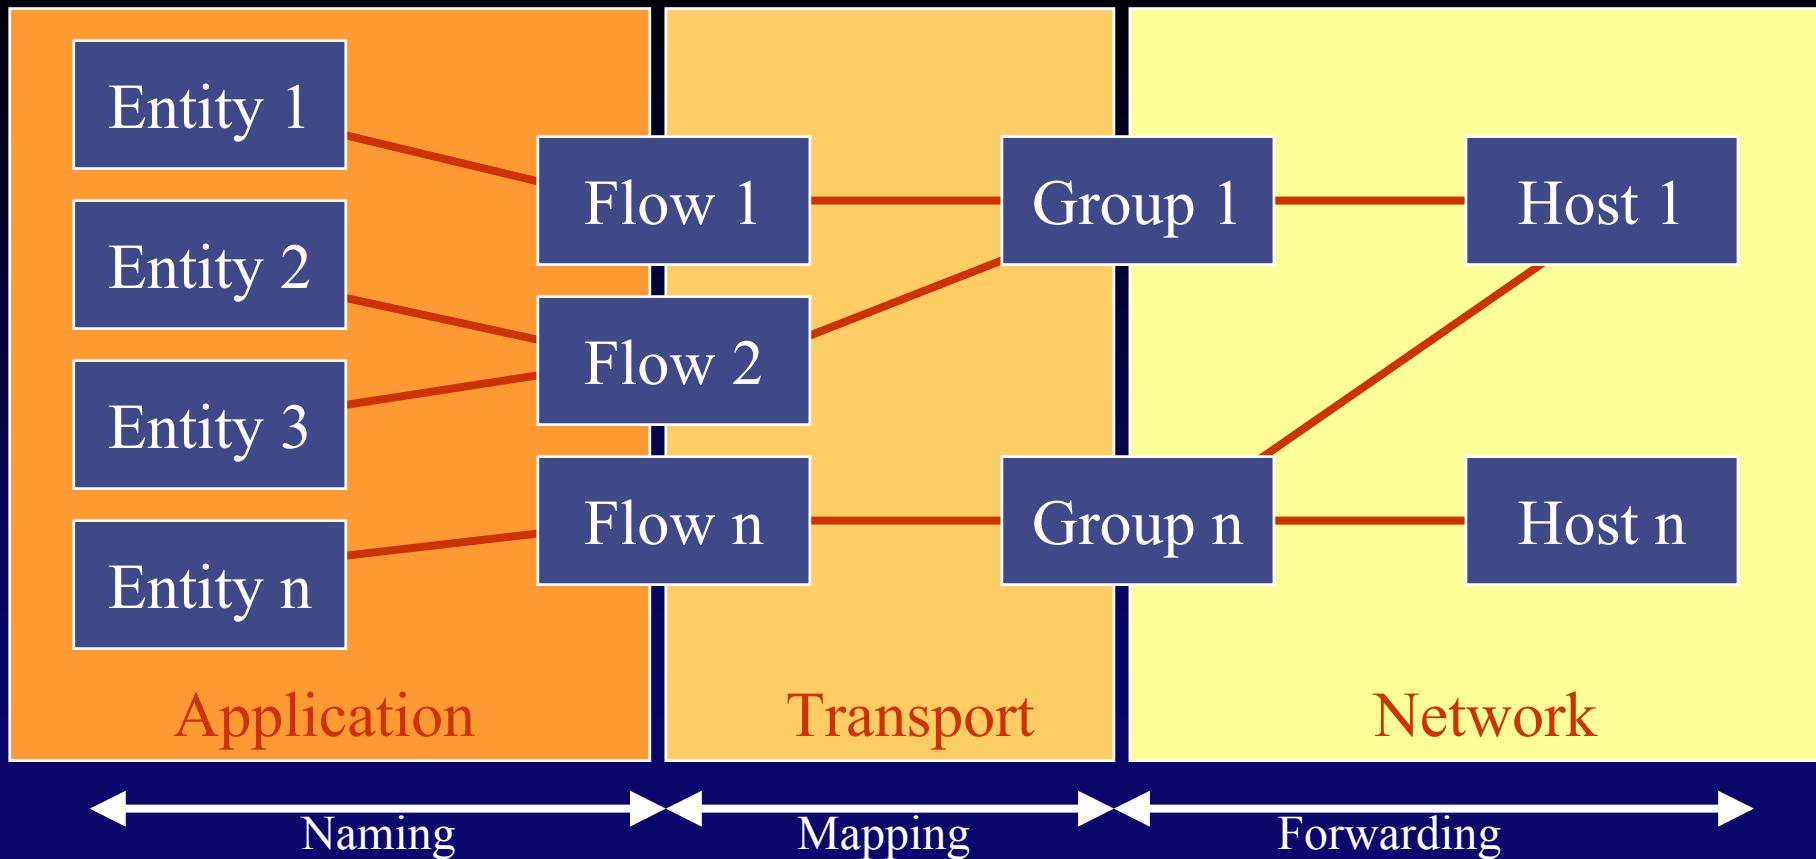 Entity 1
Entity 2
Entity 3
Entity n
Flow 1
Flow 2
Flow n
Group 1
Group n
Host 1
Host n
Application
Transport
Network
Naming
Mapping
Forwarding